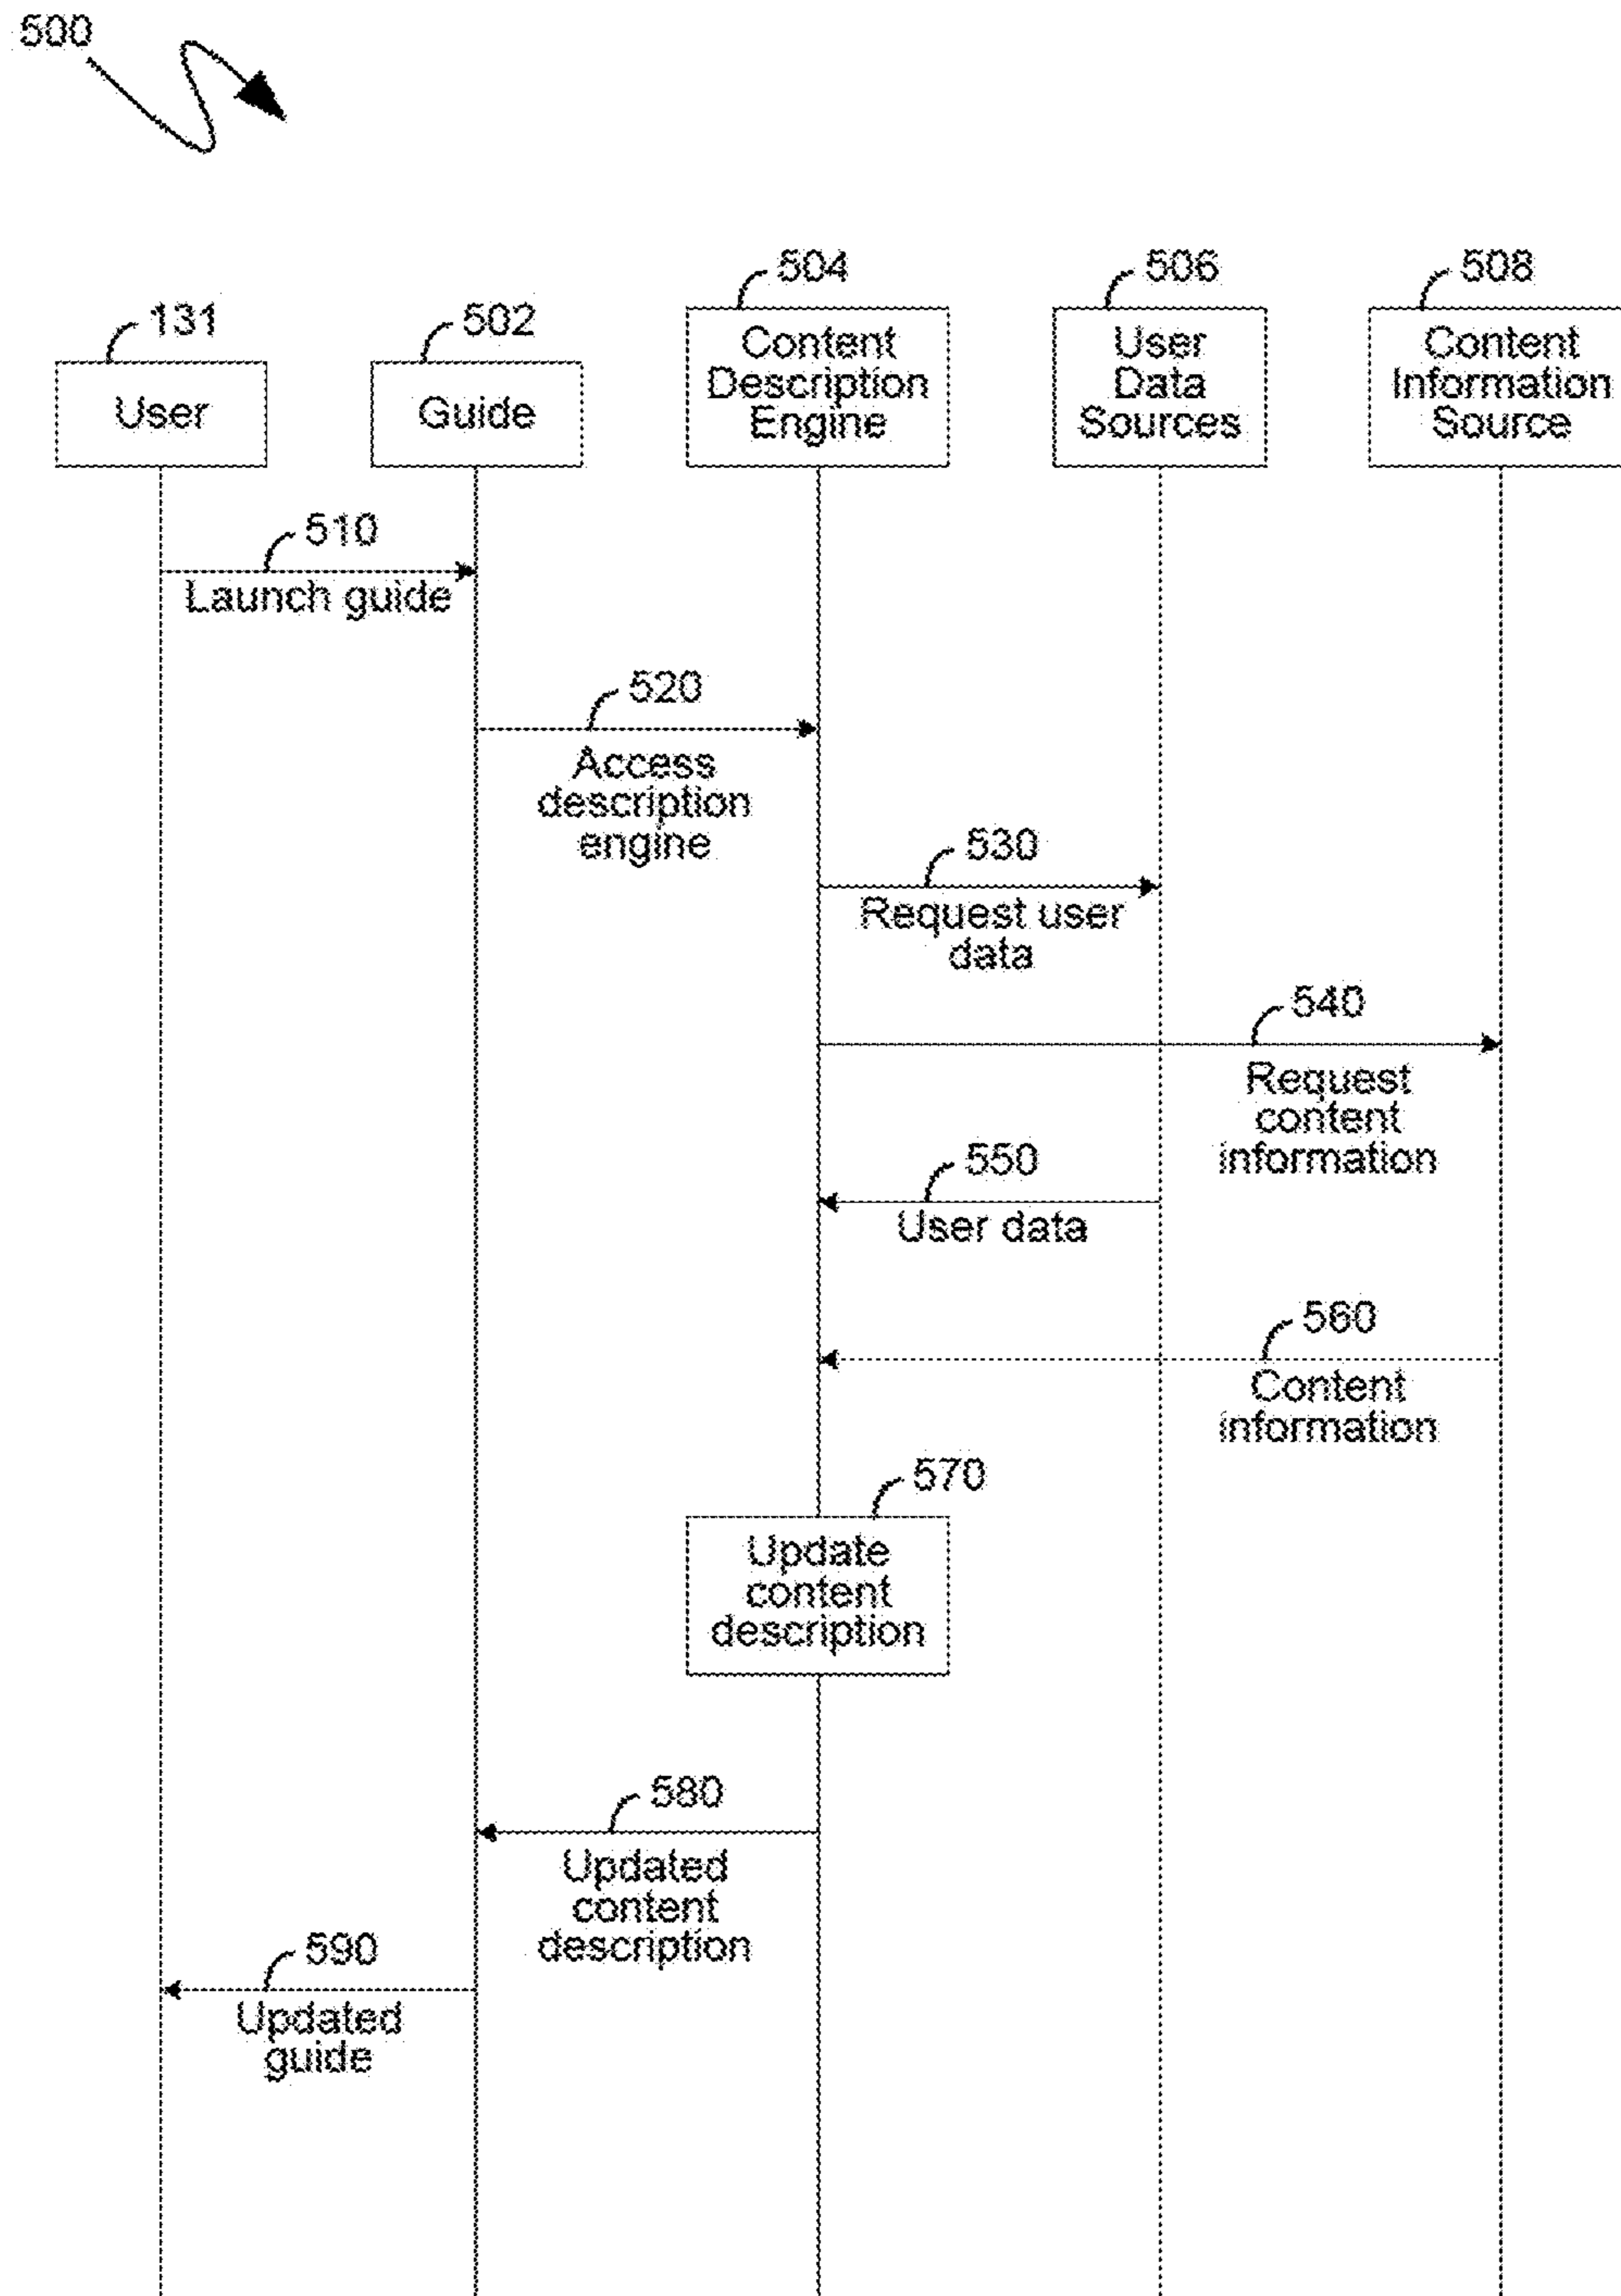 500
504
506
508
131
502
Content
Description
Engine
User
Data
Sources
Content
Information
Source
User
Guide
510
Launch guide
520
Access
description
engine
530
Request user
data
540
Request
content
information
550
User data
560
Content
information
570
Update
content
description
580
Updated
content
description
590
Updated
guide